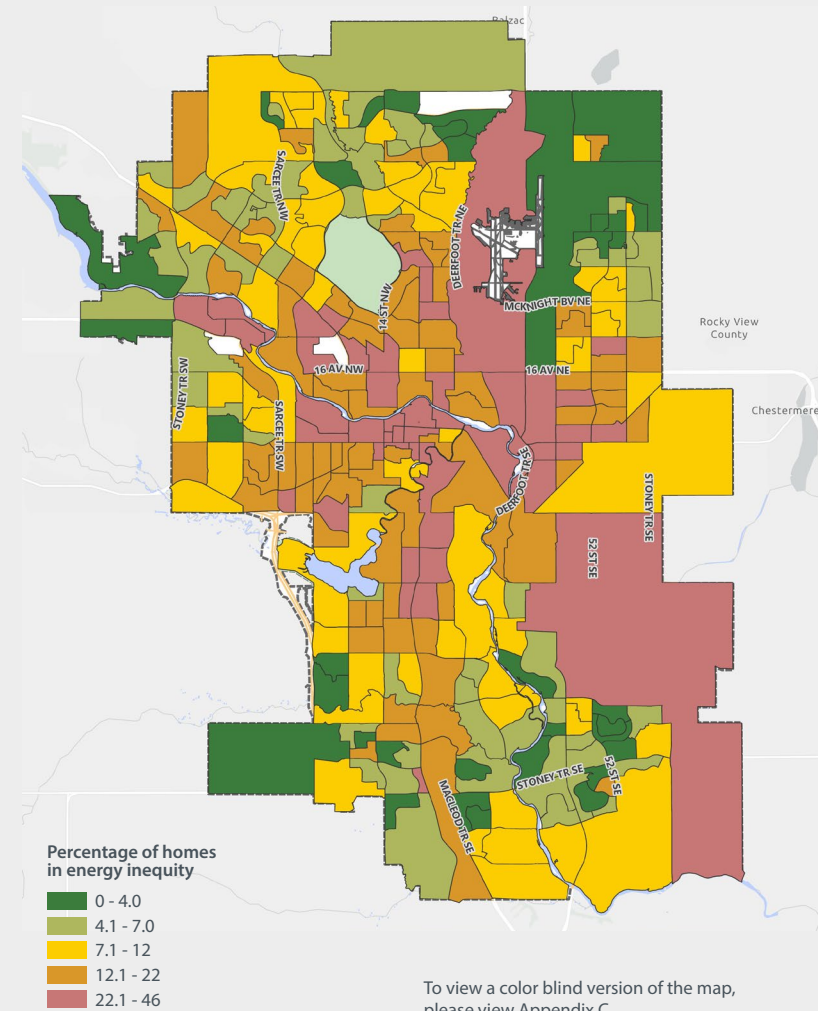 Balzac
SARCEE TR NW
DEERFOOT TR NE
14 ST NW
MCKNIGHT BV NE
Rocky View
County
16 AV NW
16 AV NE
STONEY TR SW
SARCEE TR SW
Chestermere
DEERFOOT TR SE
STONEY TR SE
52 ST SE
STONEY TR SE
52 ST SE
MACLEOD TR SE
Percentage of homes
in energy inequity
0 - 4.0
4.1 - 7.0
7.1 - 12
12.1 - 22
22.1 - 46
To view a color blind version of the map,
please view Appendix C